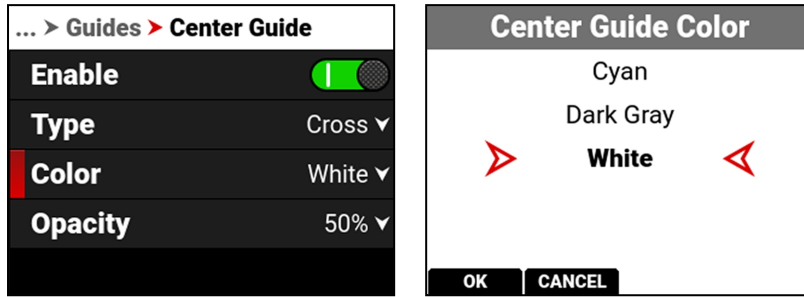 ... > Guides > Center Guide
Enable
Type Cross
Color White
Opacity 50%
Center Guide Color
Cyan
Dark Gray
White
OK CANCEL